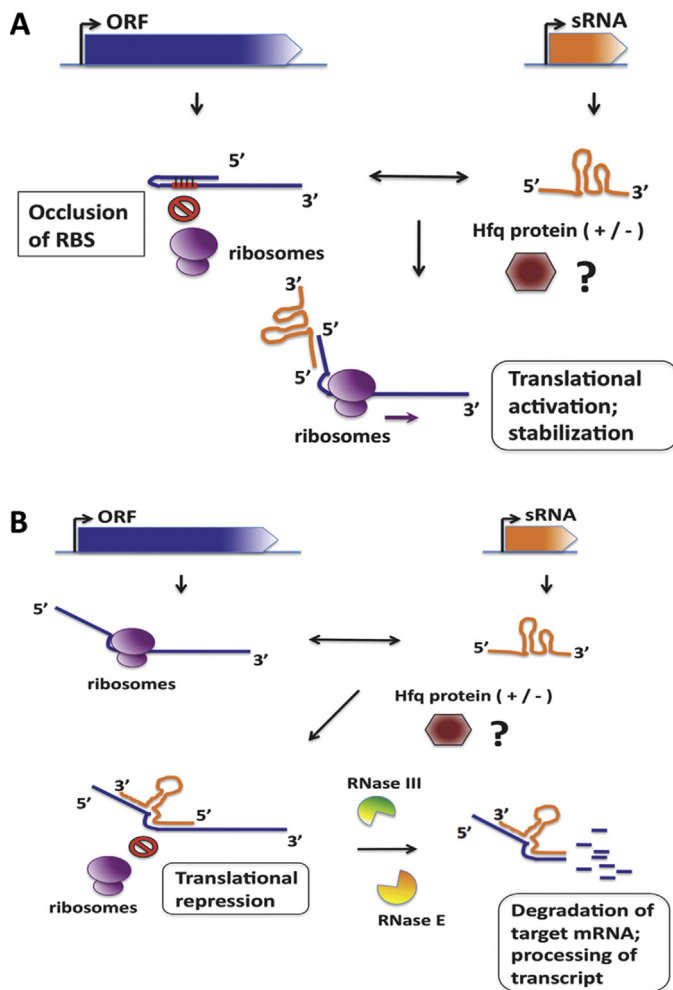 A
ORF
sRNA
5’
3’
5’
3’
Occlusion
of RBS
ribosomes
Hfq protein ( + / - )
?
3’
5’
5’
3’
ribosomes
Translational
activation;
stabilization
B
ORF
sRNA
5’
3’
ribosomes
5’
3’
Hfq protein ( + / - )
?
RNase III
3’
5’
5’
3’
ribosomes
Translational
repression
RNase E
3’
5’
Degradation of
target mRNA;
processing of
transcript